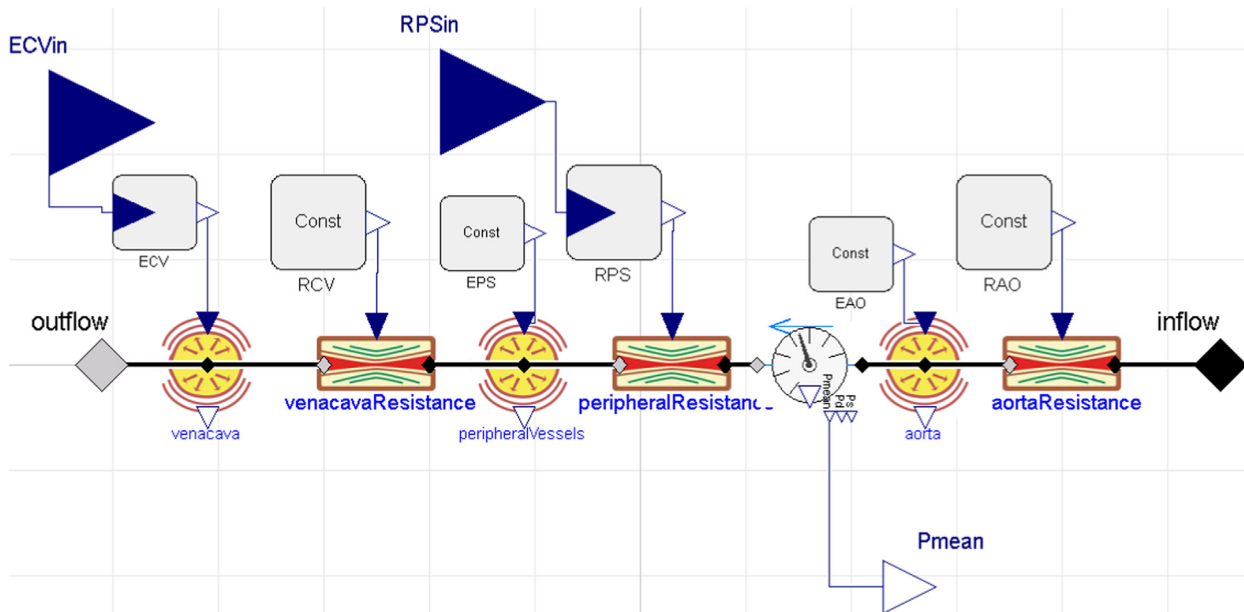 RPSin
ECVin
Const
Const
Const
Const
ECV
RCV
EPS
RPS
EAO
RAO
outflow
inflow
Pmean
Pd
Ps
venacavaResistance
peripheralResistance
aortaResistance
venacava
peripheralVessels
aorta
Pmean